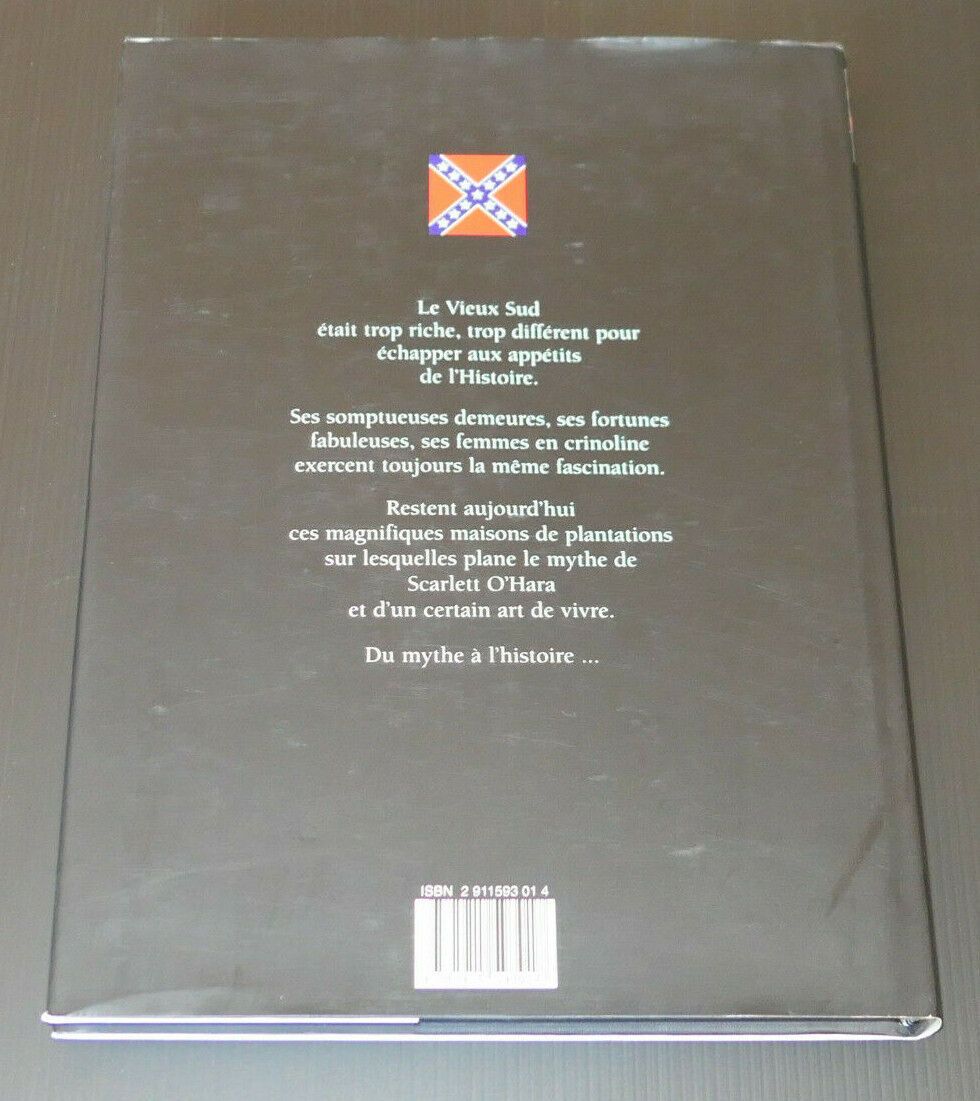 Le Vieux Sud
était trop riche, trop différent pour
échapper aux appétits
de l'Histoire.
Ses somptueuses demeures, ses fortunes
fabuleuses, ses femmes en crinoline
exercent toujours la même fascination.
Restent aujourd'hui
ces magnifiques maisons de plantations
sur lesquelles plane le mythe de
Scarlett O'Hara
et d'un certain art de vivre.
Du mythe à l'histoire ...
ISBN 2 911593 01 4